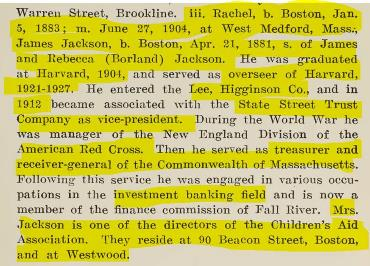 Warren Street, Brookline. iii. Rachel, b. Boston, Jan.
5, 1883; m. June 27, 1904, at West Medford, Mass.,
James Jackson, b. Boston, Apr. 21, 1881, s. of James
and Rebecca (Borland) Jackson. He was graduated
at Harvard, 1904, and served as overseer of Harvard,
1921-1927. He entered the Lee, Higginson Co., and in
1912 became associated with the State Street Trust
Company as vice-president. During the World War he
was manager of the New England Division of the
American Red Cross. Then he served as treasurer and
receiver-general of the Commonwealth of Massachusetts.
Following this service he was engaged in various occu-
pations in the investment banking field and is now a
member of the finance commission of Fall River. Mrs.
Jackson is one of the directors of the Children's Aid
Association. They reside at 90 Beacon Street, Boston,
and at Westwood.